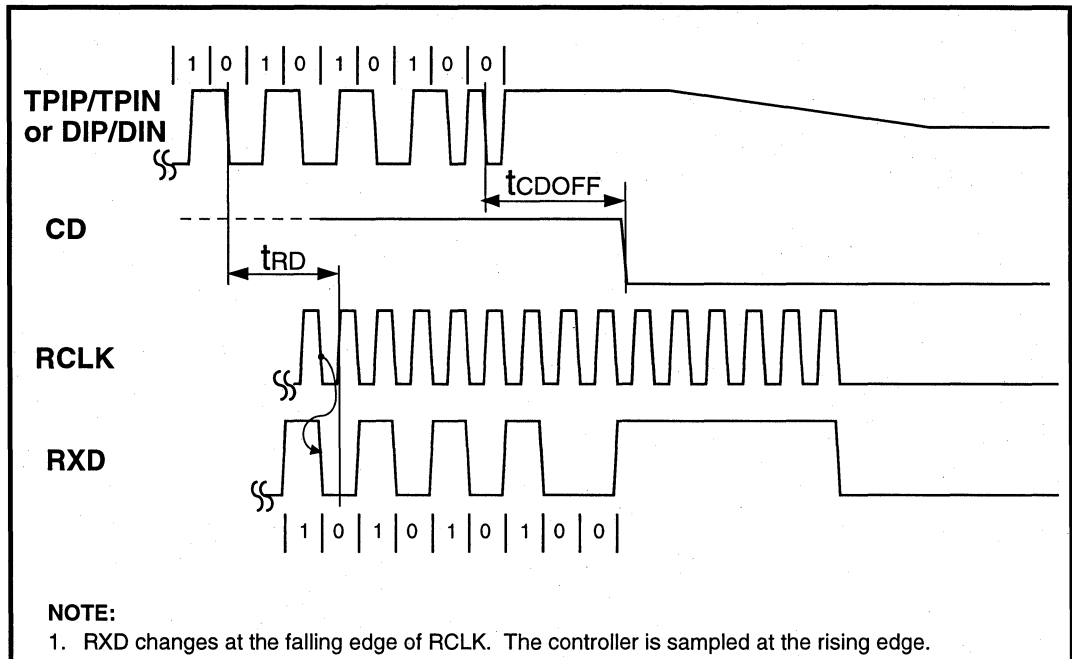 1 0 1 0 1 0 1 0 0
TPIP/TPIN
or DIP/DIN
tCDOFF
CD
tRD
RCLK
RXD
1 0 1 0 1 0 1 0 0
NOTE:
1. RXD changes at the falling edge of RCLK. The controller is sampled at the rising edge.